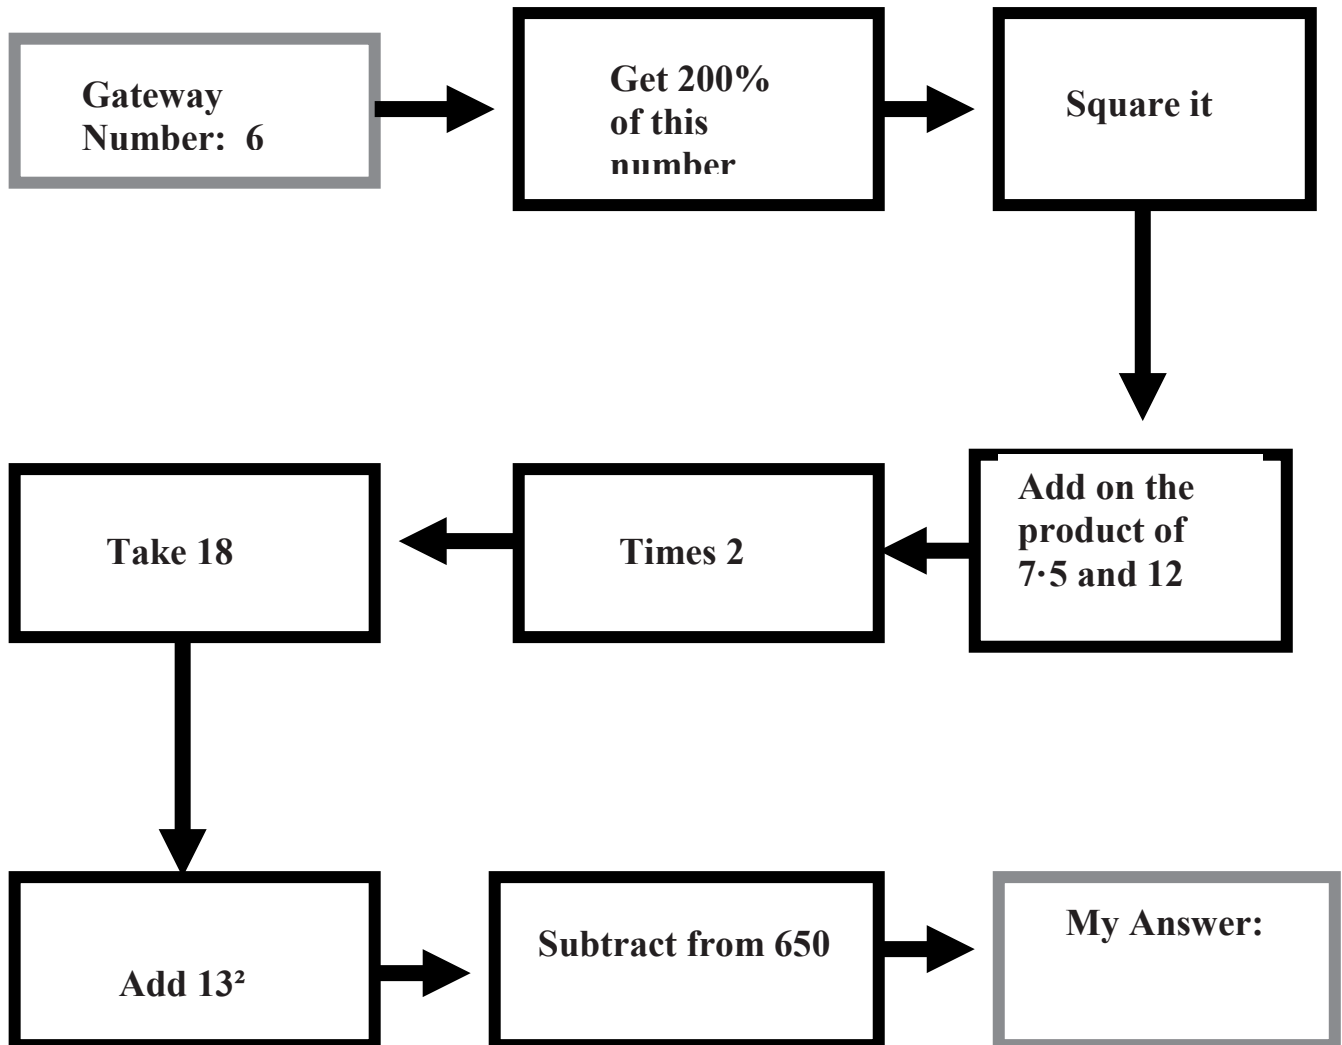 Gateway
Number: 6
Get 200%
of this
number
Square it
Add on the
product of
7·5 and 12
Times 2
Take 18
Add 13²
Subtract from 650
My Answer: